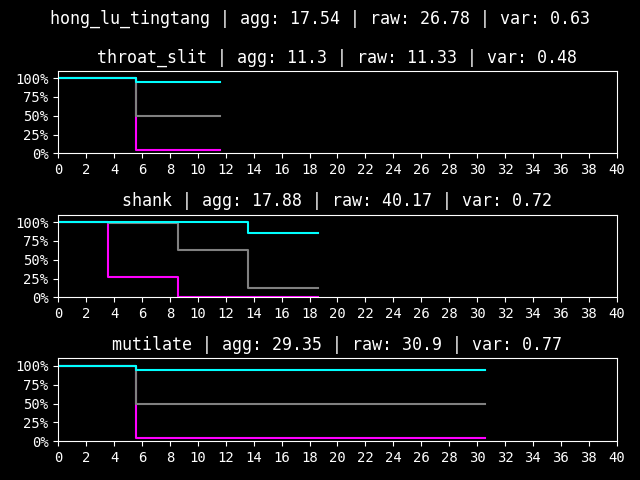 hong_lu_tingtang | agg: 17.54 | raw: 26.78 | var: 0.63
throat_slit | agg: 11.3 | raw: 11.33 | var: 0.48
100%
75%
50%
25%
0%
0 2 4 6 8 10 12 14 16 18 20 22 24 26 28 30 32 34 36 38 40
shank | agg: 17.88 | raw: 40.17 | var: 0.72
100%
75%
50%
25%
0%
0 2 4 6 8 10 12 14 16 18 20 22 24 26 28 30 32 34 36 38 40
mutilate | agg: 29.35 | raw: 30.9 | var: 0.77
100%
75%
50%
25%
0%
0 2 4 6 8 10 12 14 16 18 20 22 24 26 28 30 32 34 36 38 40